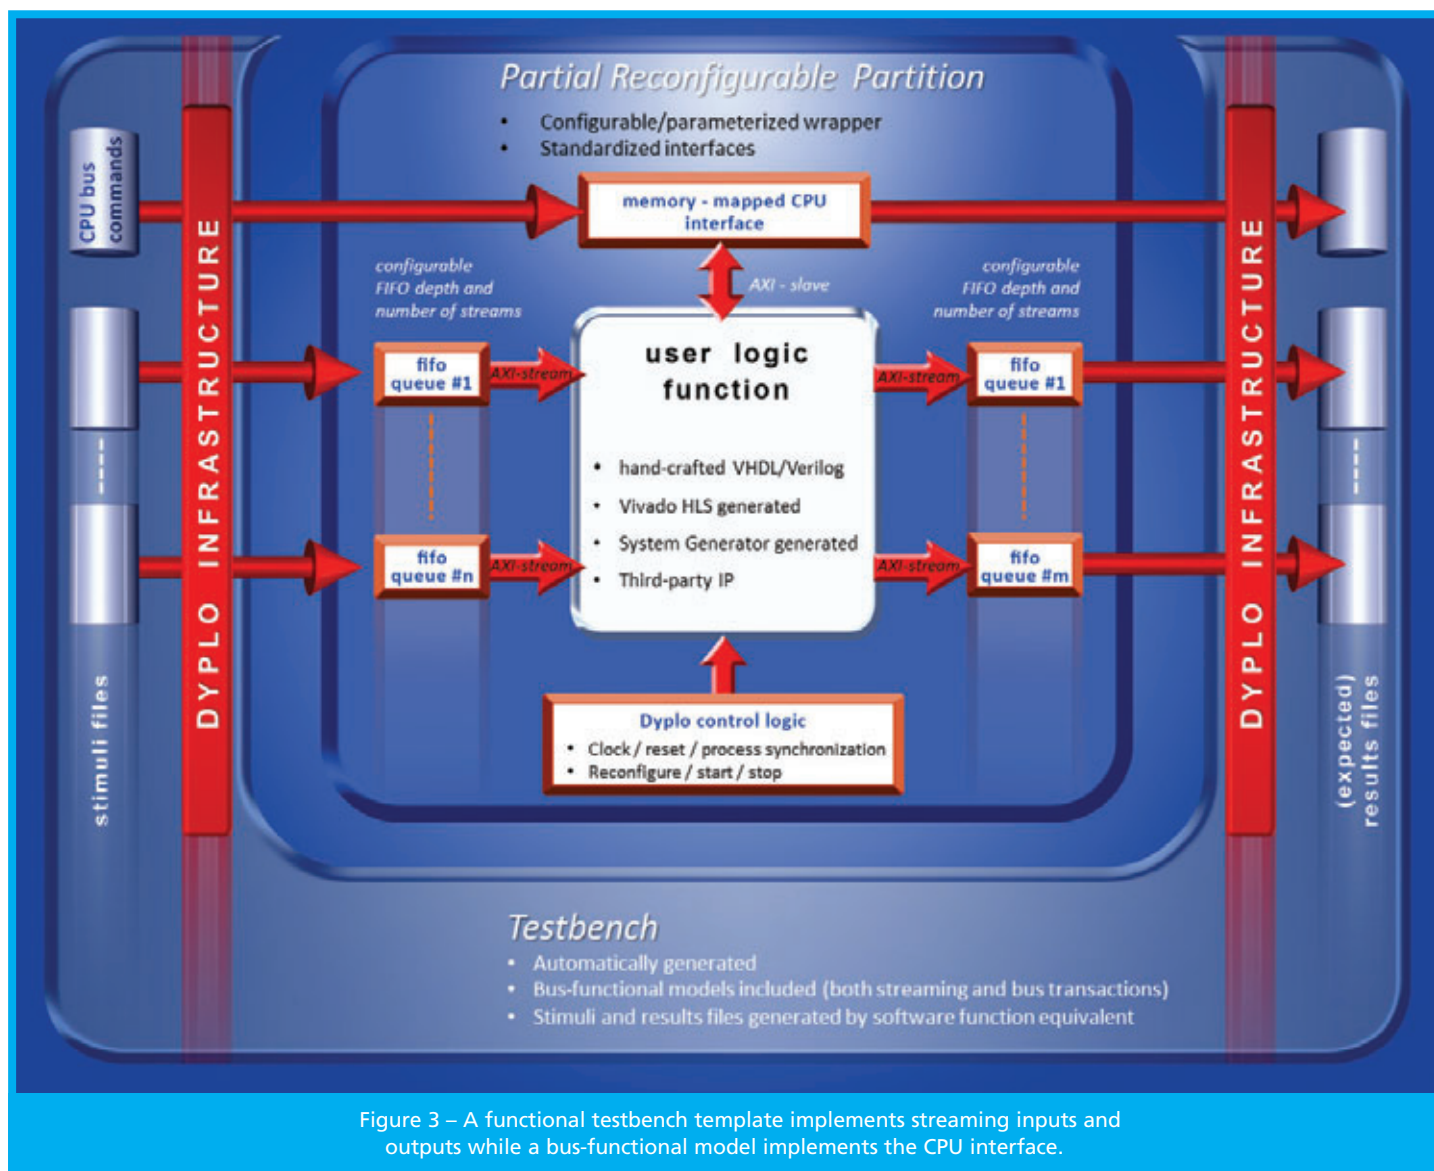 Partial Reconfigurable Partition
• Configurable/parameterized wrapper
• Standardized interfaces
CPU bus
commands
memory - mapped CPU
interface
AXI - slave
configurable
FIFO depth and
number of streams
configurable
FIFO depth and
number of streams
DYPLO INFRASTRUCTURE
fifo
queue #1
AXI-stream
fifo
queue #n
AXI-stream
user logic
function
• hand-crafted VHDL/Verilog
• Vivado HLS generated
• System Generator generated
• Third-party IP
AXI-stream
fifo
queue #1
AXI-stream
fifo
queue #m
DYPLO INFRASTRUCTURE
stimuli files
(expected)
results files
Dyplo control logic
• Clock / reset / process synchronization
• Reconfigure / start / stop
Testbench
• Automatically generated
• Bus-functional models included (both streaming and bus transactions)
• Stimuli and results files generated by software function equivalent
Figure 3 – A functional testbench template implements streaming inputs and
outputs while a bus-functional model implements the CPU interface.